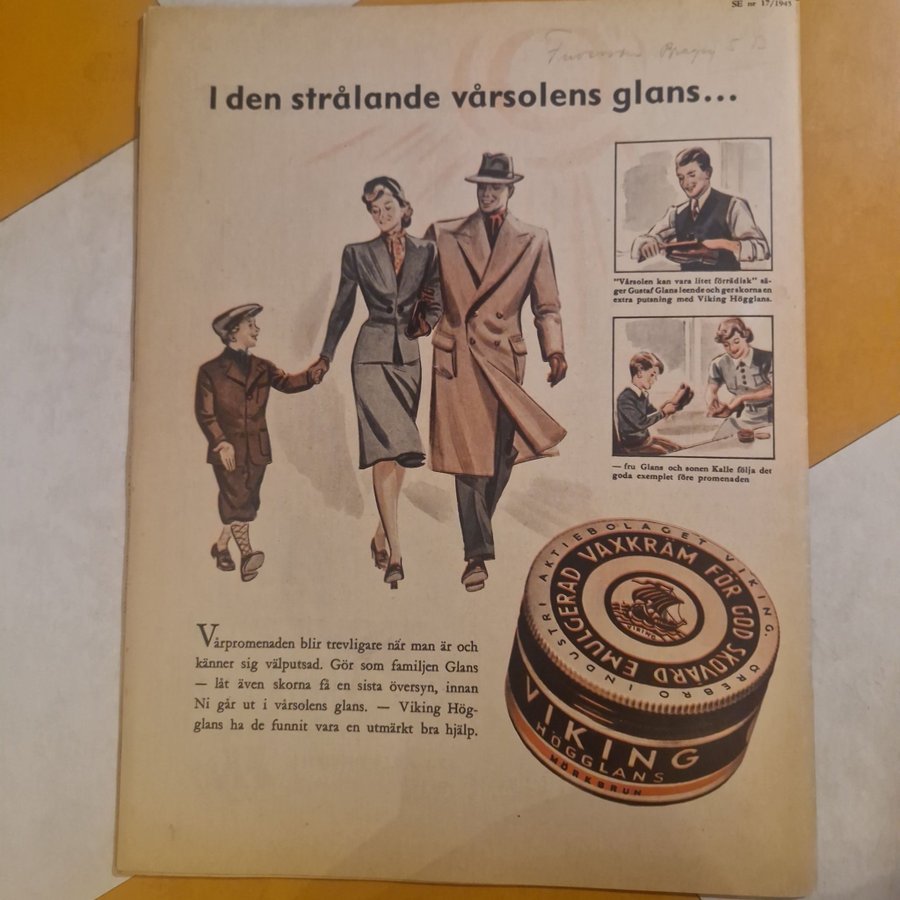 SE nr 17/1943
I den strålande vårsolens glans...
"Vårsolen kan vara litet förrädisk" sä-
ger Gustaf Glans leende och ger skorna en
extra putsning med Viking Högglans.
— fru Glans och sonen Kalle följa det
goda exemplet före promenaden
Vårpromenaden blir trevligare när man är och
känner sig välputsad. Gör som familjen Glans
— låt även skorna få en sista översyn, innan
Ni går ut i vårsolens glans. — Viking Hög-
glans ha de funnit vara en utmärkt bra hjälp.
INDUSTRI AKTIEBOLAGET VIKING. ÖREBRO
EMULGERAD VAXKRÄM FÖR GOD SKOVÅRD
VIKING
VIKING
HÖGGLANS
MÖRKBRUN